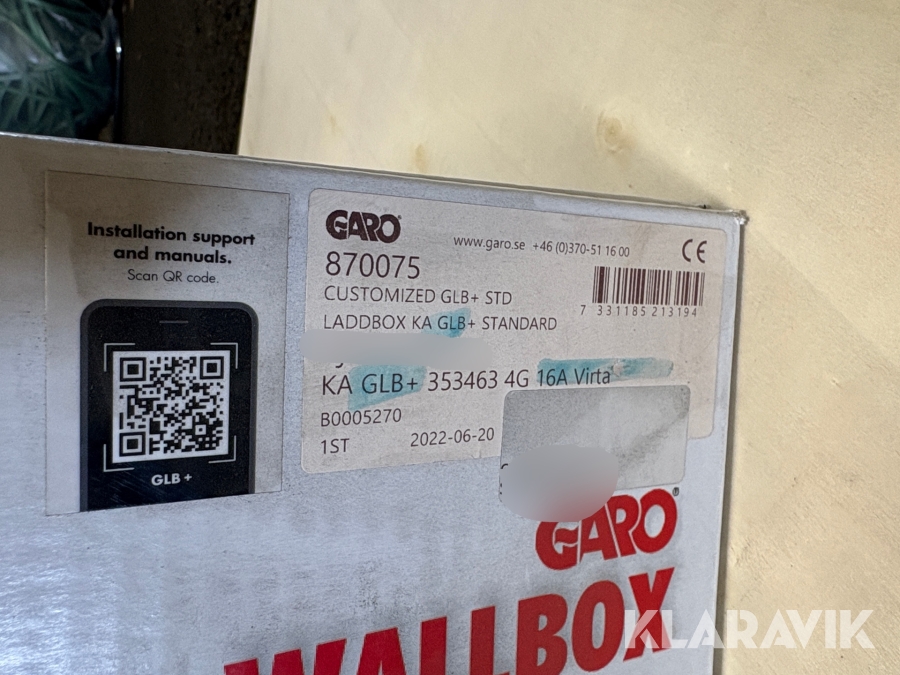 Installation support
and manuals.
Scan QR code.
GLB +
GARO
www.garo.se +46 (0)370-51 16 00
CE
870075
CUSTOMIZED GLB+ STD
LADDBOX KA GLB+ STANDARD
7 331185 213194
KA GLB+ 353463 4G 16A Virta
B0005270
1ST 2022-06-20
GARO
WALLBOX
KLARAVIK